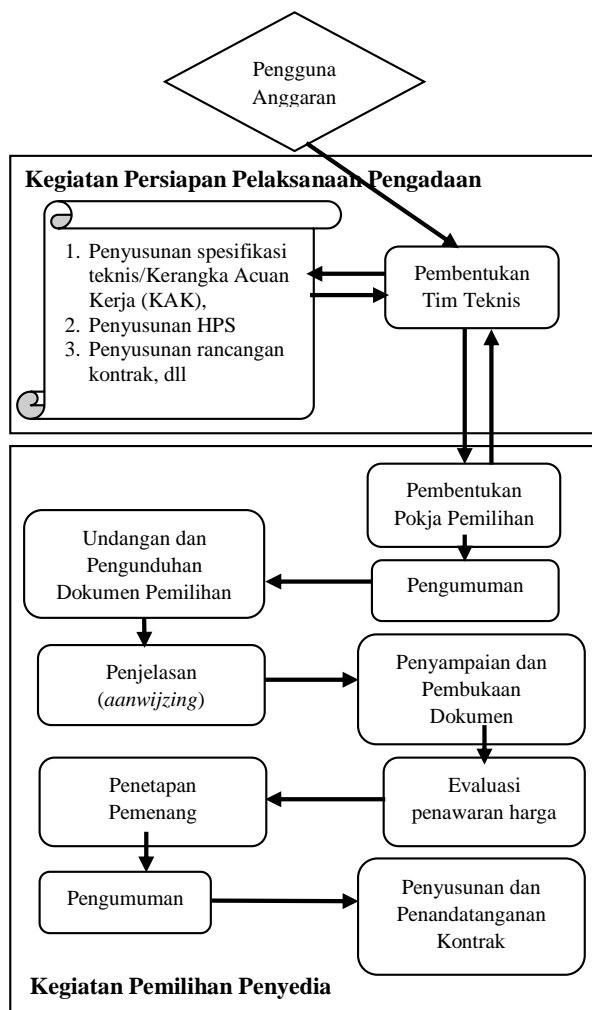 Pengguna
Anggaran
Kegiatan Persiapan Pelaksanaan Pengadaan
1. Penyusunan spesifikasi
teknis/Kerangka Acuan
Kerja (KAK),
2. Penyusunan HPS
3. Penyusunan rancangan
kontrak, dll
Pembentukan
Tim Teknis
Pembentukan
Pokja Pemilihan
Undangan dan
Pengunduhan
Dokumen Pemilihan
Pengumuman
Penjelasan
(aanwijzing)
Penyampaian dan
Pembukaan
Dokumen
Penetapan
Pemenang
Evaluasi
penawaran harga
Pengumuman
Penyusunan dan
Penandatanganan
Kontrak
Kegiatan Pemilihan Penyedia